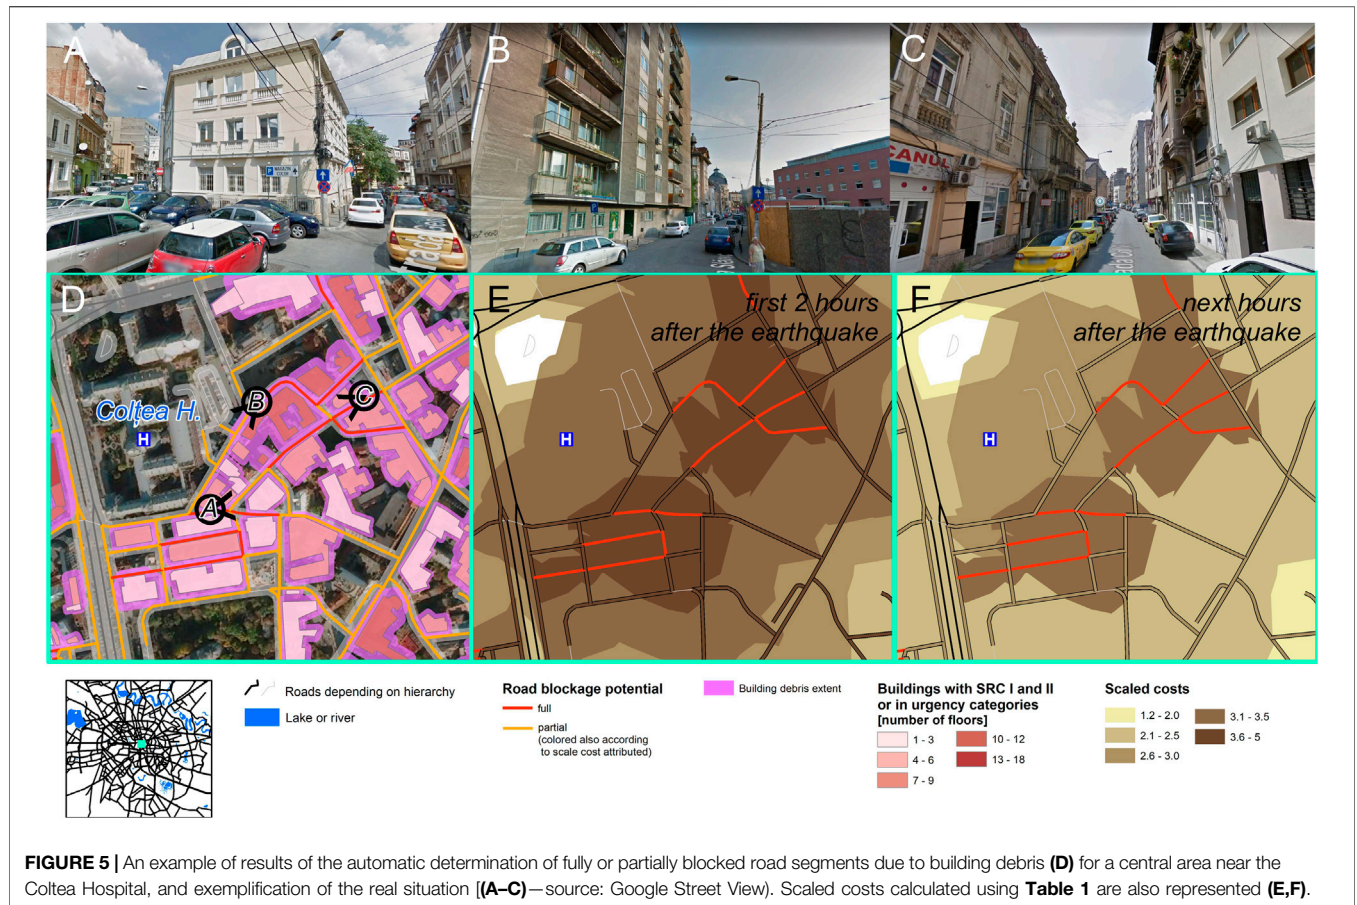 A
B
C
CANUL
D
Colțea H.
H
B
C
A
E
first 2 hours
after the earthquake
H
F
next hours
after the earthquake
H
Roads depending on hierarchy
Lake or river
Road blockage potential
full
partial
(colored also according
to scale cost attributed)
Building debris extent
Buildings with SRC I and II
or in urgency categories
[number of floors]
1 - 3
4 - 6
7 - 9
10 - 12
13 - 18
Scaled costs
1.2 - 2.0
2.1 - 2.5
2.6 - 3.0
3.1 - 3.5
3.6 - 5
FIGURE 5 | An example of results of the automatic determination of fully or partially blocked road segments due to building debris (D) for a central area near the
Coltea Hospital, and exemplification of the real situation [(A–C)—source: Google Street View). Scaled costs calculated using Table 1 are also represented (E,F).